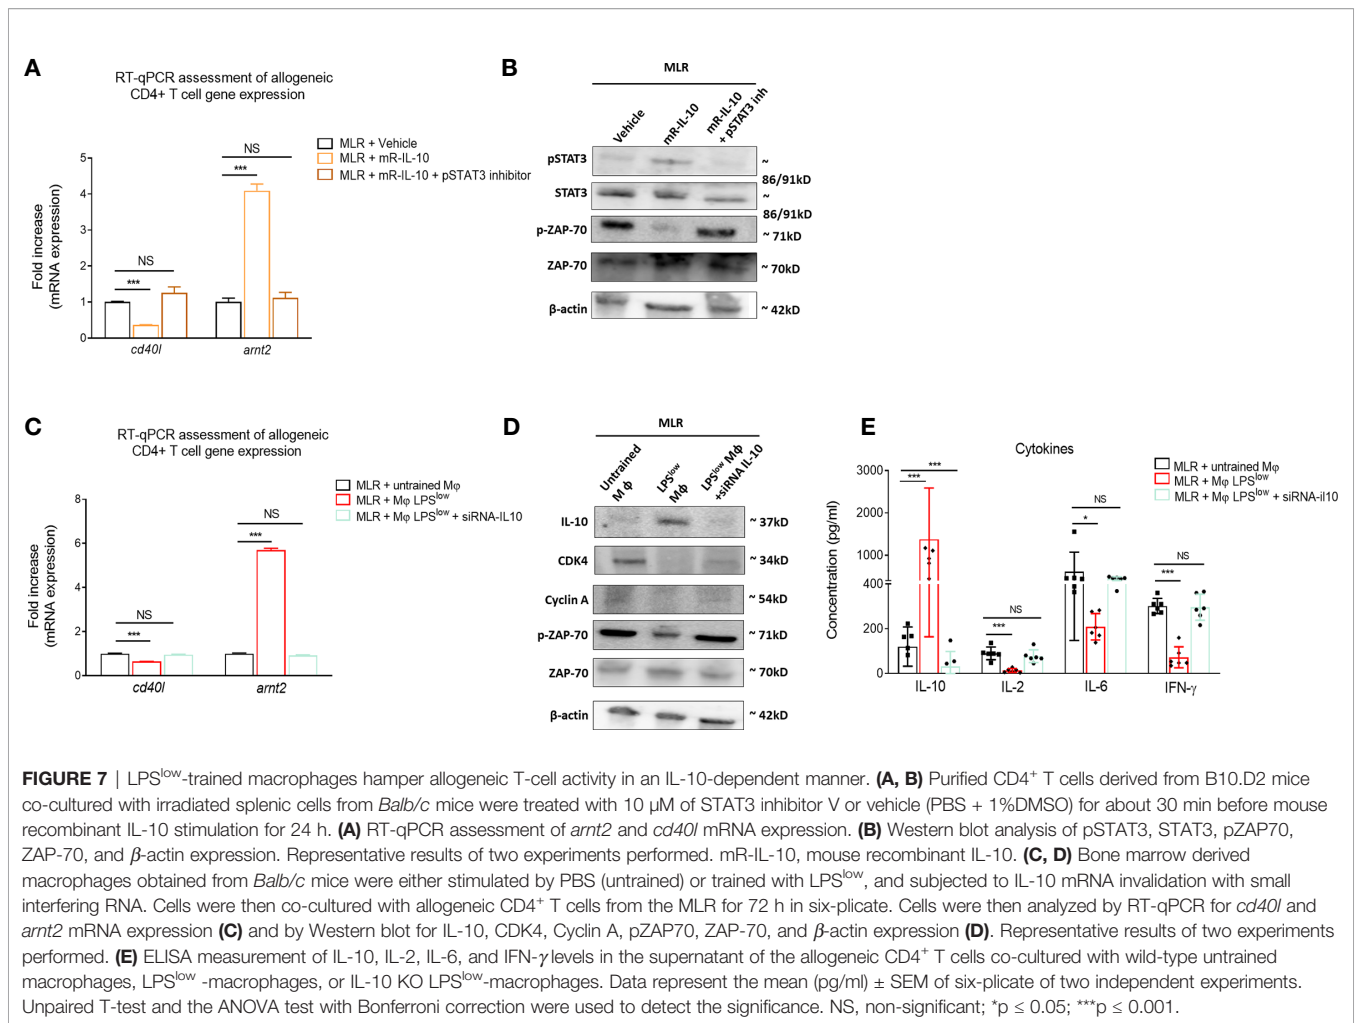 A
RT-qPCR assessment of allogeneic
CD4+ T cell gene expression
MLR + Vehicle
MLR + mR-IL-10
MLR + mR-IL-10 + pSTAT3 inhibitor
Fold increase
(mRNA expression)
5
4
3
2
1
0
NS
***
NS
***
cd40l
arnt2
B
MLR
Vehicle
mR-IL-10
mR-IL-10
+ pSTAT3 inh
pSTAT3
~
86/91kD
STAT3
~
86/91kD
p-ZAP-70
~ 71kD
ZAP-70
~ 70kD
β-actin
~ 42kD
C
RT-qPCR assessment of allogeneic
CD4+ T cell gene expression
MLR + untrained Mφ
MLR + Mφ LPSlow
MLR + Mφ LPSlow + siRNA-IL10
Fold increase
(mRNA expression)
8
6
4
2
0
NS
***
NS
***
cd40l
arnt2
D
MLR
Untrained
M φ
LPSlow
Mφ
LPSlow Mφ
+siRNA IL-10
IL-10
~ 37kD
CDK4
~ 34kD
Cyclin A
~ 54kD
p-ZAP-70
~ 71kD
ZAP-70
~ 70kD
β-actin
~ 42kD
E
Cytokines
MLR + untrained Mφ
MLR + Mφ LPSlow
MLR + Mφ LPSlow + siRNA-il10
Concentration (pg/ml)
3000
2000
1000
400
200
0
***
***
NS
***
NS
*
NS
***
IL-10
IL-2
IL-6
IFN-γ
FIGURE 7 | LPSlow-trained macrophages hamper allogeneic T-cell activity in an IL-10-dependent manner. (A, B) Purified CD4+ T cells derived from B10.D2 mice
co-cultured with irradiated splenic cells from Balb/c mice were treated with 10 µM of STAT3 inhibitor V or vehicle (PBS + 1%DMSO) for about 30 min before mouse
recombinant IL-10 stimulation for 24 h. (A) RT-qPCR assessment of arnt2 and cd40l mRNA expression. (B) Western blot analysis of pSTAT3, STAT3, pZAP70,
ZAP-70, and β-actin expression. Representative results of two experiments performed. mR-IL-10, mouse recombinant IL-10. (C, D) Bone marrow derived
macrophages obtained from Balb/c mice were either stimulated by PBS (untrained) or trained with LPSlow, and subjected to IL-10 mRNA invalidation with small
interfering RNA. Cells were then co-cultured with allogeneic CD4+ T cells from the MLR for 72 h in six-plicate. Cells were then analyzed by RT-qPCR for cd40l and
arnt2 mRNA expression (C) and by Western blot for IL-10, CDK4, Cyclin A, pZAP70, ZAP-70, and β-actin expression (D). Representative results of two experiments
performed. (E) ELISA measurement of IL-10, IL-2, IL-6, and IFN-γ levels in the supernatant of the allogeneic CD4+ T cells co-cultured with wild-type untrained
macrophages, LPSlow -macrophages, or IL-10 KO LPSlow-macrophages. Data represent the mean (pg/ml) ± SEM of six-plicate of two independent experiments.
Unpaired T-test and the ANOVA test with Bonferroni correction were used to detect the significance. NS, non-significant; *p ≤ 0.05; ***p ≤ 0.001.